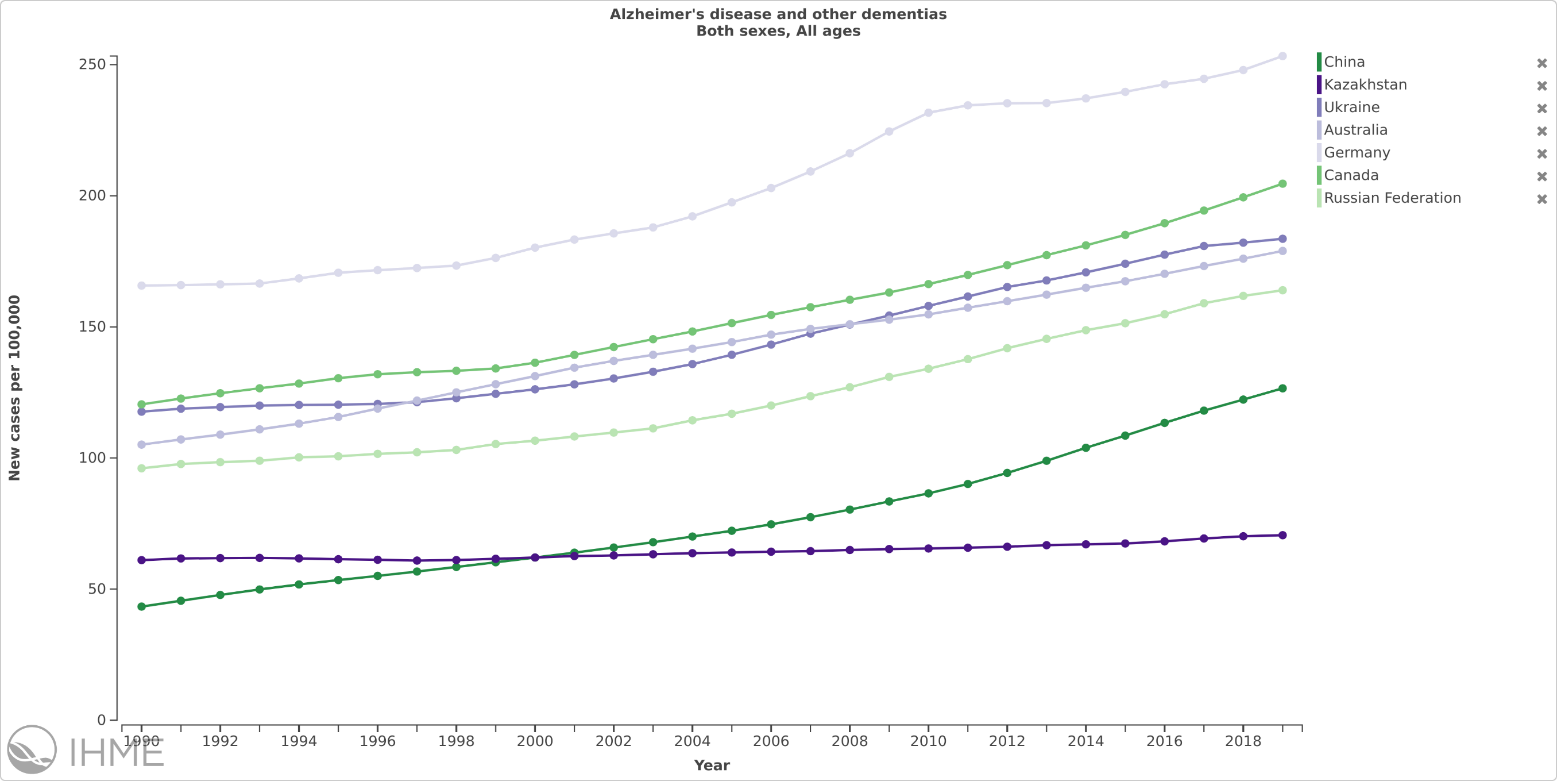 Alzheimer's disease and other dementias
Both sexes, All ages
New cases per 100,000
250
200
150
100
50
0
1990 1992 1994 1996 1998 2000 2002 2004 2006 2008 2010 2012 2014 2016 2018
Year
China ✖
Kazakhstan ✖
Ukraine ✖
Australia ✖
Germany ✖
Canada ✖
Russian Federation ✖
IHME